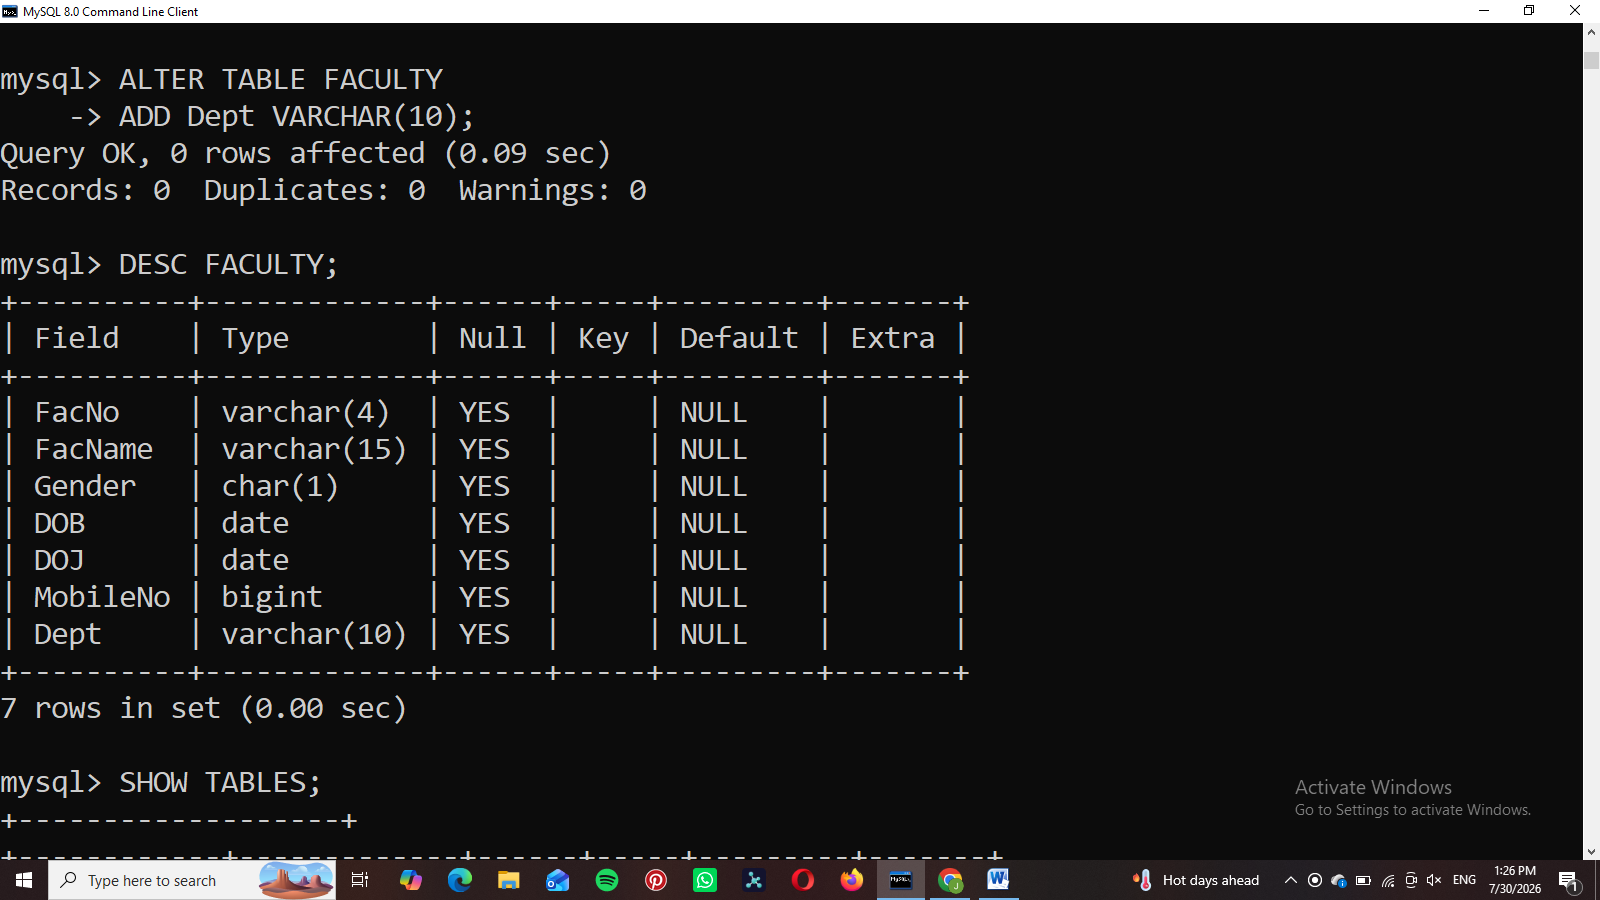 MySQL 8.0 Command Line Client
mysql> ALTER TABLE FACULTY
    -> ADD Dept VARCHAR(10);
Query OK, 0 rows affected (0.09 sec)
Records: 0  Duplicates: 0  Warnings: 0
mysql> DESC FACULTY;
+----------+-------------+------+-----+---------+-------+
| Field    | Type        | Null | Key | Default | Extra |
+----------+-------------+------+-----+---------+-------+
| FacNo    | varchar(4)  | YES  |     | NULL    |       |
| FacName  | varchar(15) | YES  |     | NULL    |       |
| Gender   | char(1)     | YES  |     | NULL    |       |
| DOB      | date        | YES  |     | NULL    |       |
| DOJ      | date        | YES  |     | NULL    |       |
| MobileNo | bigint      | YES  |     | NULL    |       |
| Dept     | varchar(10) | YES  |     | NULL    |       |
+----------+-------------+------+-----+---------+-------+
7 rows in set (0.00 sec)
mysql> SHOW TABLES;
+-------------------+
Activate Windows
Go to Settings to activate Windows.
+------------+-------------+------+-----+---------+-------+
Type here to search
Hot days ahead
ENG
1:26 PM
7/30/2026
1